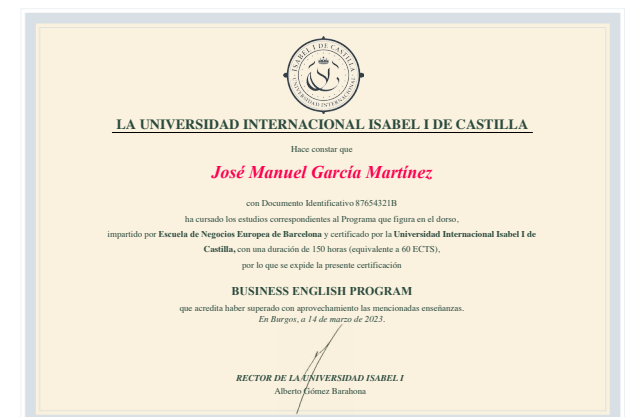 ISABEL I DE CASTILLA
UNIVERSIDAD INTERNACIONAL
LA UNIVERSIDAD INTERNACIONAL ISABEL I DE CASTILLA
Hace constar que
José Manuel García Martínez
con Documento Identificativo 87654321B
ha cursado los estudios correspondientes al Programa que figura en el dorso,
impartido por Escuela de Negocios Europea de Barcelona y certificado por la Universidad Internacional Isabel I de
Castilla, con una duración de 150 horas (equivalente a 60 ECTS),
por lo que se expide la presente certificación
BUSINESS ENGLISH PROGRAM
que acredita haber superado con aprovechamiento las mencionadas enseñanzas.
En Burgos, a 14 de marzo de 2023.
RECTOR DE LA UNIVERSIDAD ISABEL I
Alberto Gómez Barahona